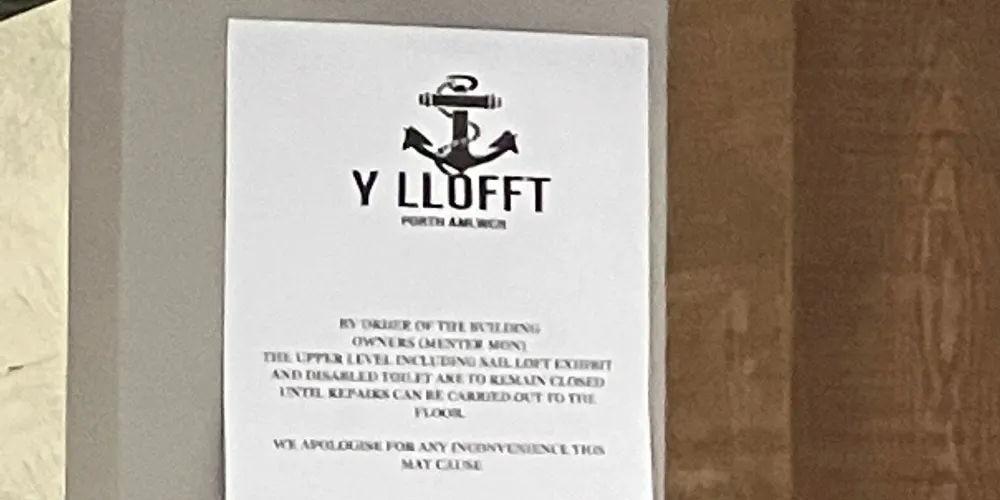 Y LLOFFT
PORTH AMLWCH
BY ORDER OF THE BUILDING
OWNERS (MENTER MON)
THE UPPER LEVEL INCLUDING SAIL LOFT EXHIBIT
AND DISABLED TOILET ARE TO REMAIN CLOSED
UNTIL REPAIRS CAN BE CARRIED OUT TO THE
FLOOR.
WE APOLOGISE FOR ANY INCONVENIENCE THIS
MAY CAUSE